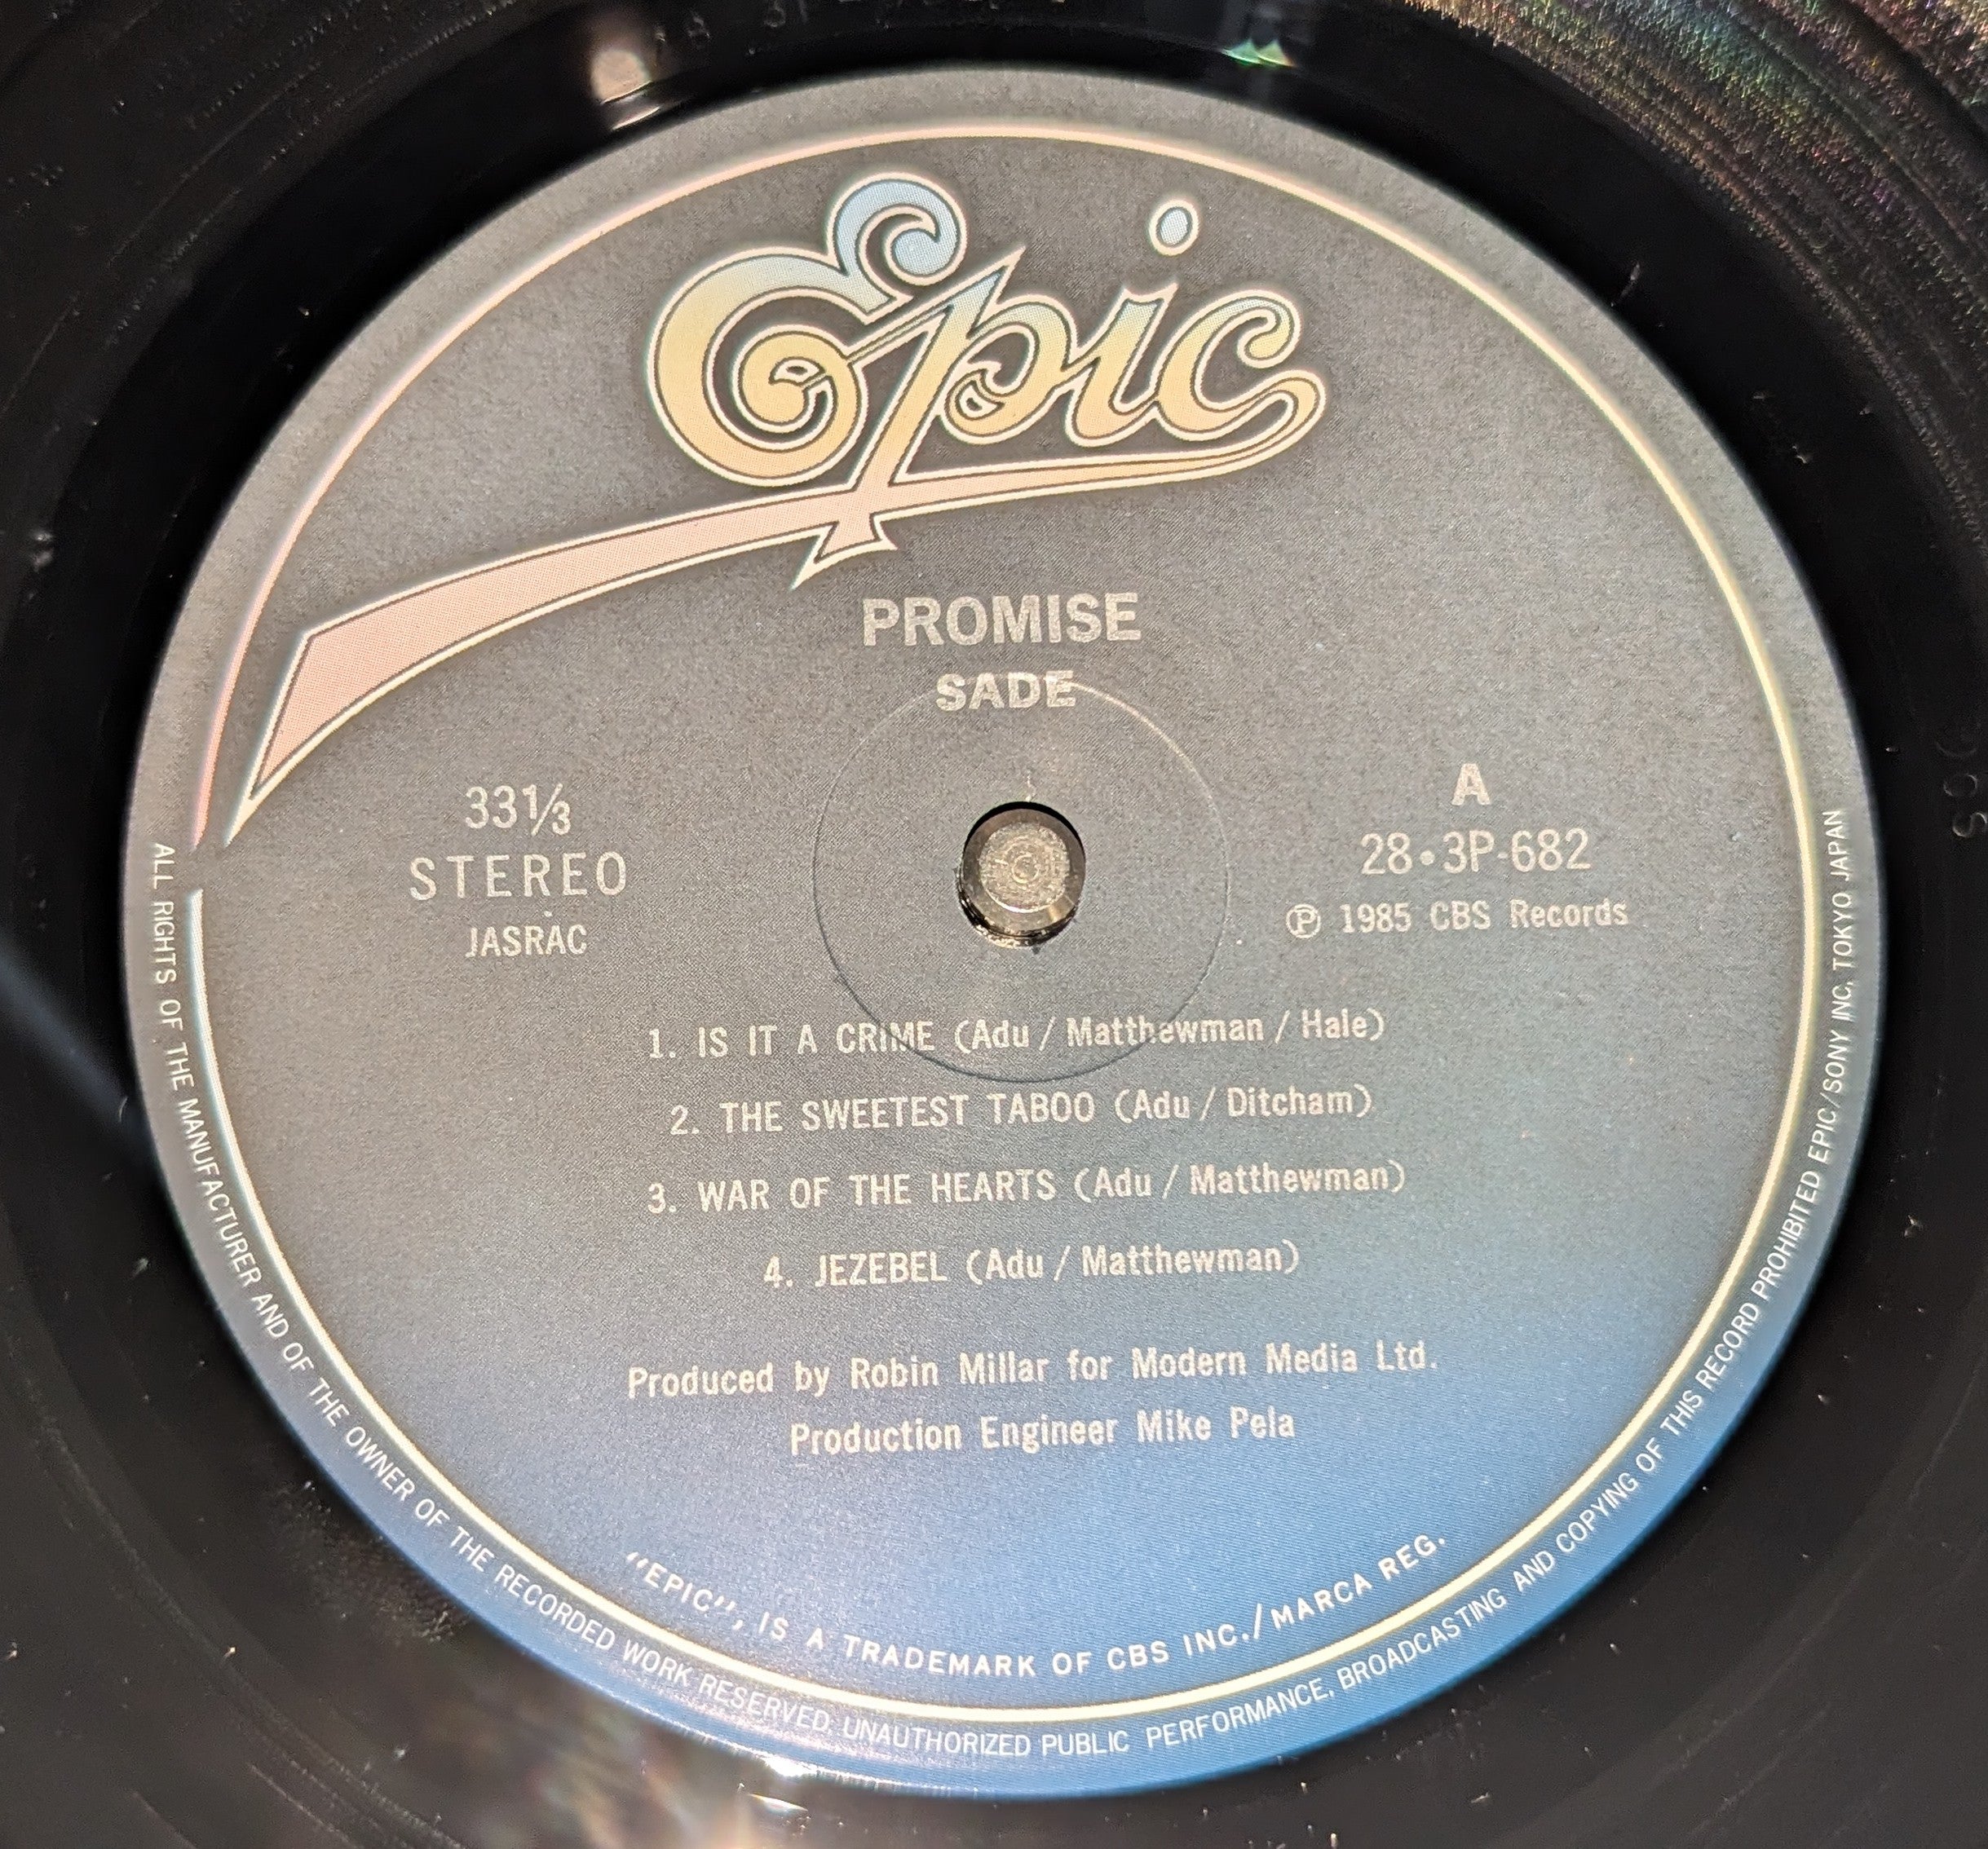 Epic
PROMISE
SADE
33⅓
STEREO
JASRAC
A
28•3P-682
Ⓟ 1985 CBS Records
1. IS IT A CRIME (Adu / Matthewman / Hale)
2. THE SWEETEST TABOO (Adu / Ditcham)
3. WAR OF THE HEARTS (Adu / Matthewman)
4. JEZEBEL (Adu / Matthewman)
Produced by Robin Millar for Modern Media Ltd.
Production Engineer Mike Pela
"EPIC", IS A TRADEMARK OF CBS INC./MARCA REG.
ALL RIGHTS OF THE MANUFACTURER AND OF THE OWNER OF THE RECORDED WORK RESERVED. UNAUTHORIZED PUBLIC PERFORMANCE, BROADCASTING AND COPYING OF THIS RECORD PROHIBITED EPIC/SONY INC. TOKYO JAPAN